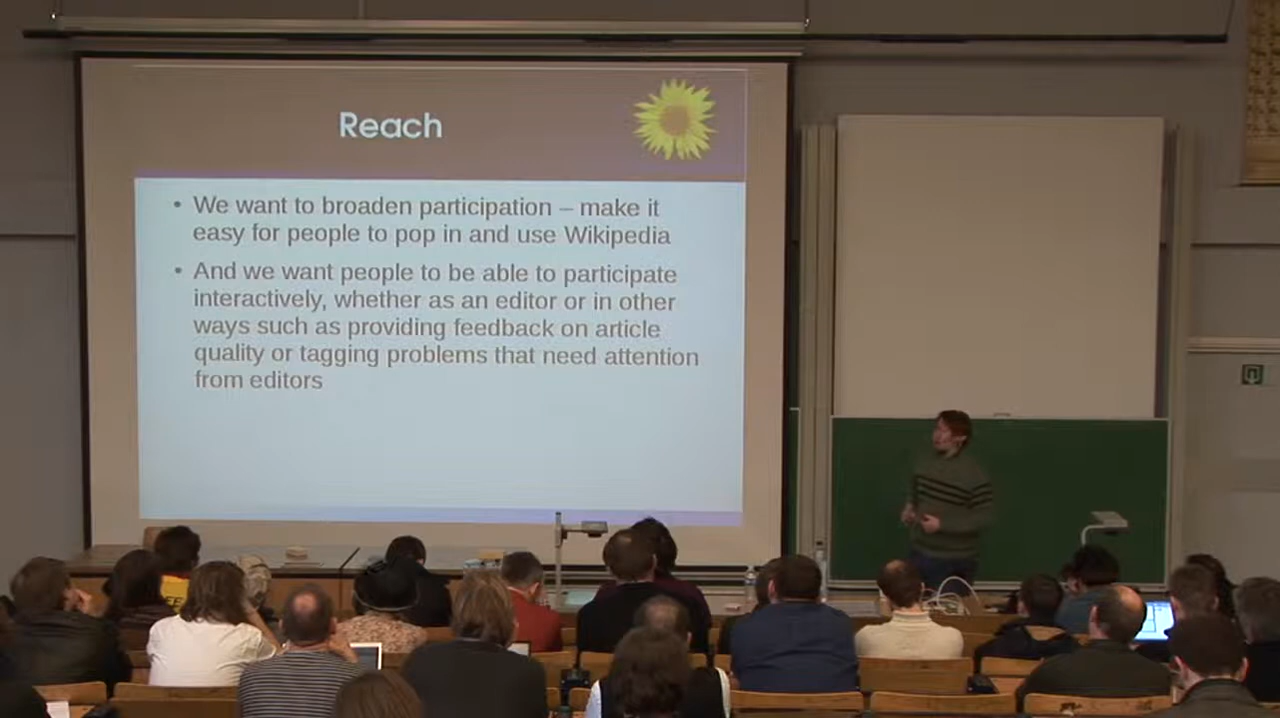 Reach
• We want to broaden participation – make it
easy for people to pop in and use Wikipedia
• And we want people to be able to participate
interactively, whether as an editor or in other
ways such as providing feedback on article
quality or tagging problems that need attention
from editors